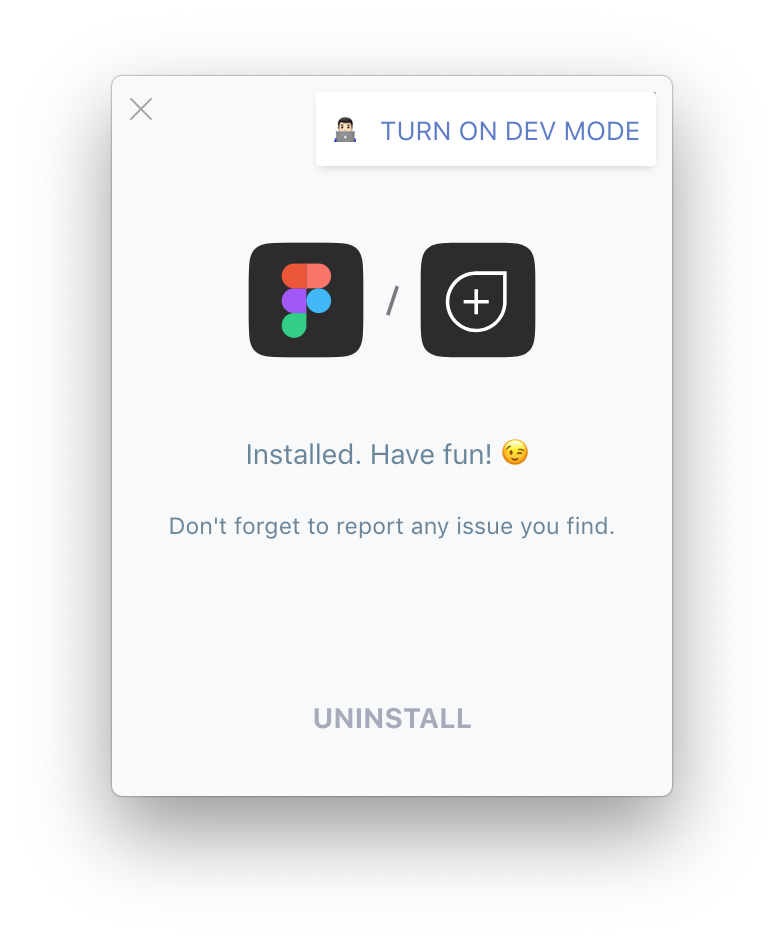 TURN ON DEV MODE
/
Installed. Have fun! 😉
Don't forget to report any issue you find.
UNINSTALL